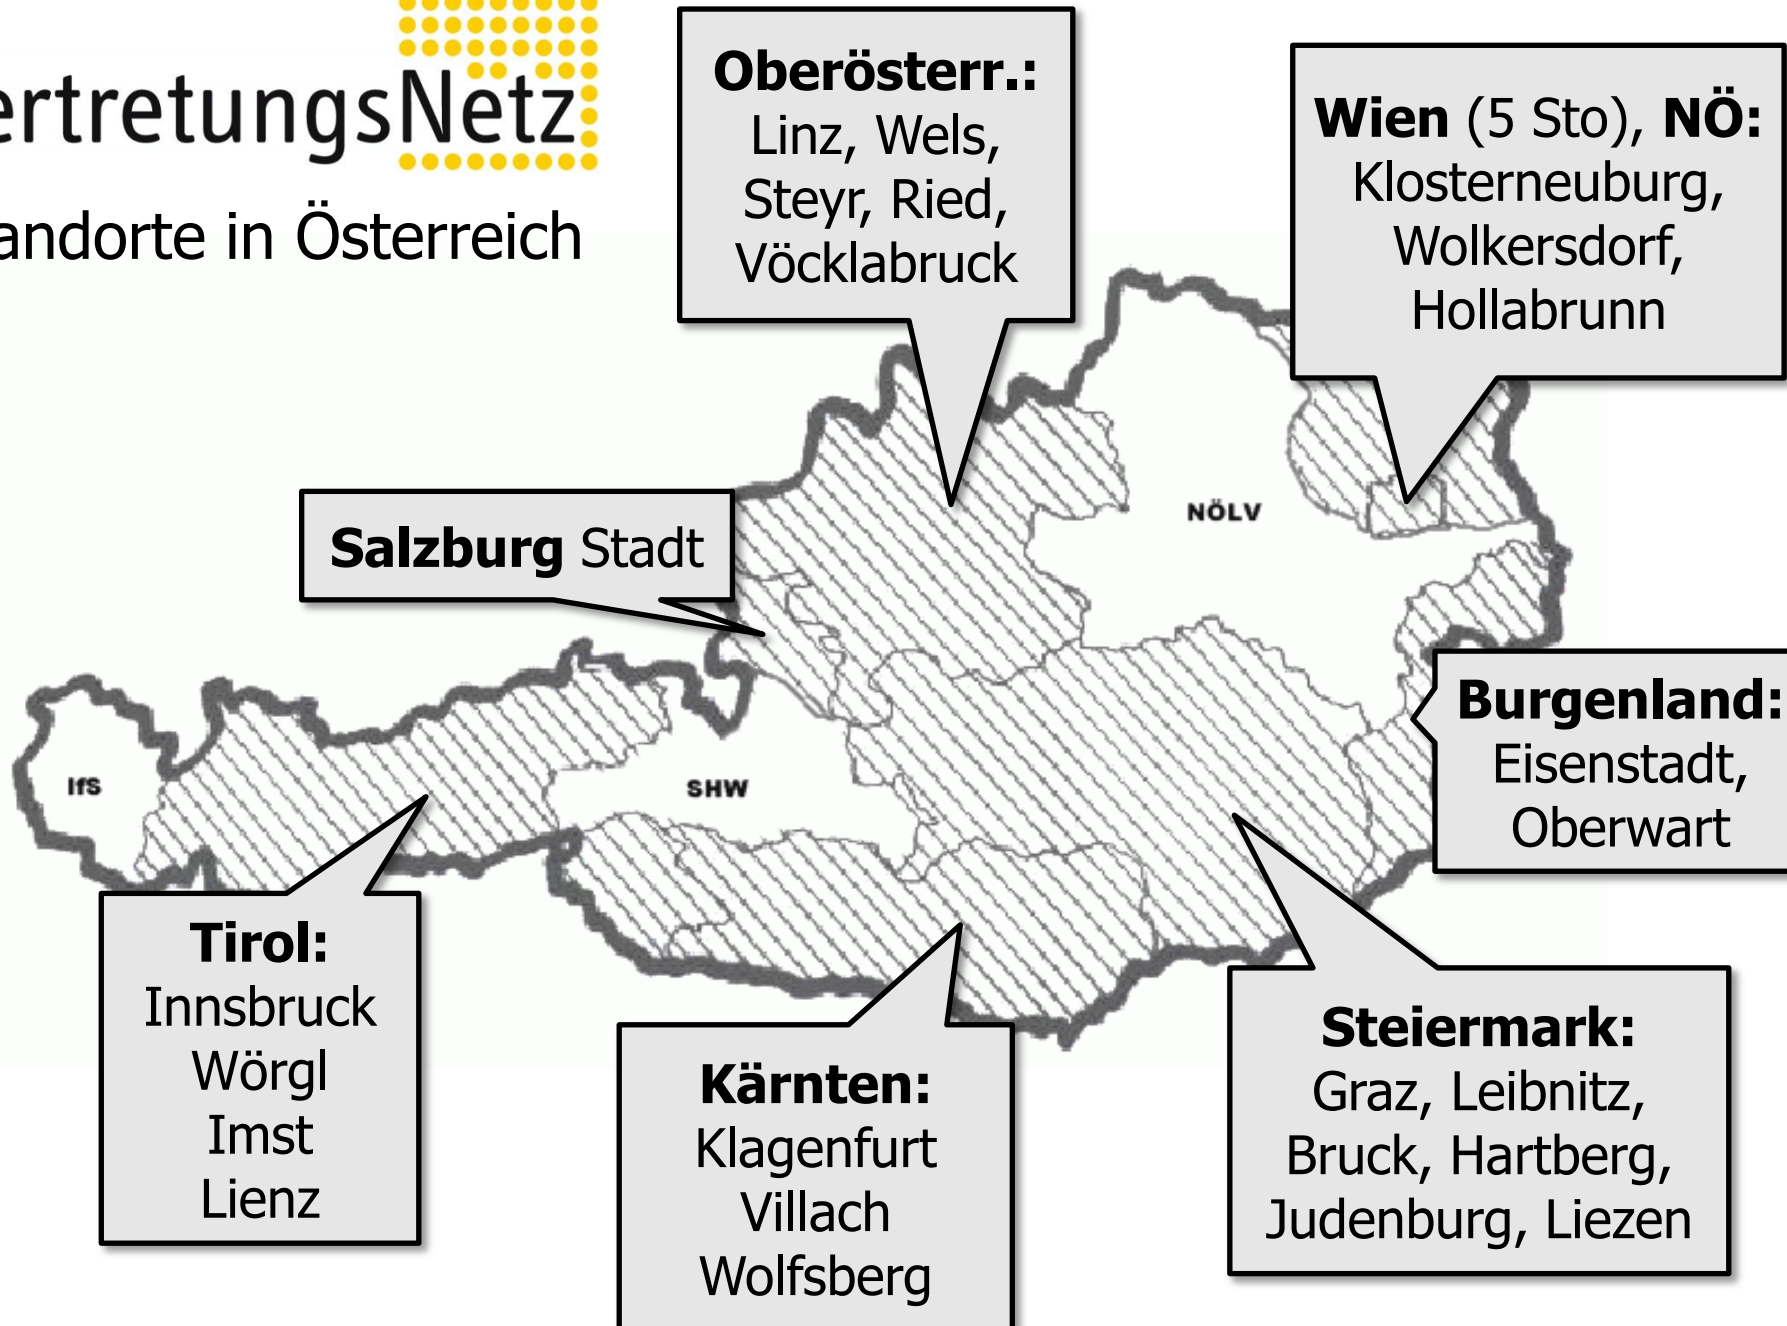 ertretungsNetz
andorte in Österreich
Oberösterr.:
Linz, Wels,
Steyr, Ried,
Vöcklabruck
Wien (5 Sto), NÖ:
Klosterneuburg,
Wolkersdorf,
Hollabrunn
Salzburg Stadt
NÖLV
Burgenland:
Eisenstadt,
Oberwart
IfS
SHW
Tirol:
Innsbruck
Wörgl
Imst
Lienz
Kärnten:
Klagenfurt
Villach
Wolfsberg
Steiermark:
Graz, Leibnitz,
Bruck, Hartberg,
Judenburg, Liezen